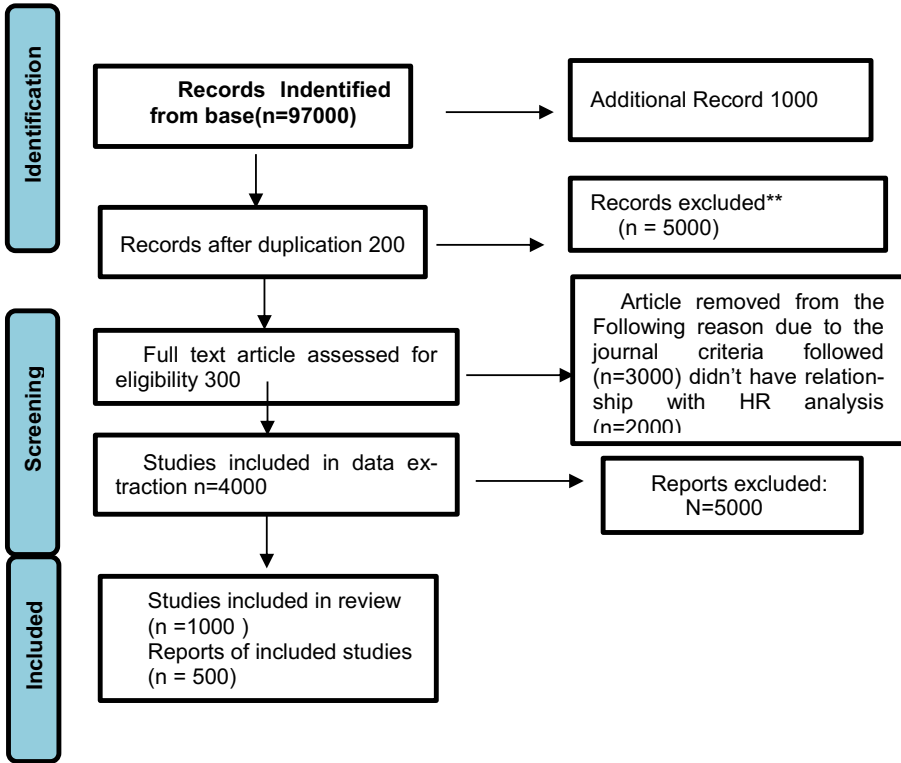 Identification
Records Indentified
from base(n=97000)
Additional Record 1000
Records after duplication 200
Records excluded**
(n = 5000)
Screening
Full text article assessed for
eligibility 300
Article removed from the
Following reason due to the
journal criteria followed
(n=3000) didn’t have relation-
ship with HR analysis
(n=2000)
Studies included in data ex-
traction n=4000
Reports excluded:
N=5000
Included
Studies included in review
(n =1000 )
Reports of included studies
(n = 500)